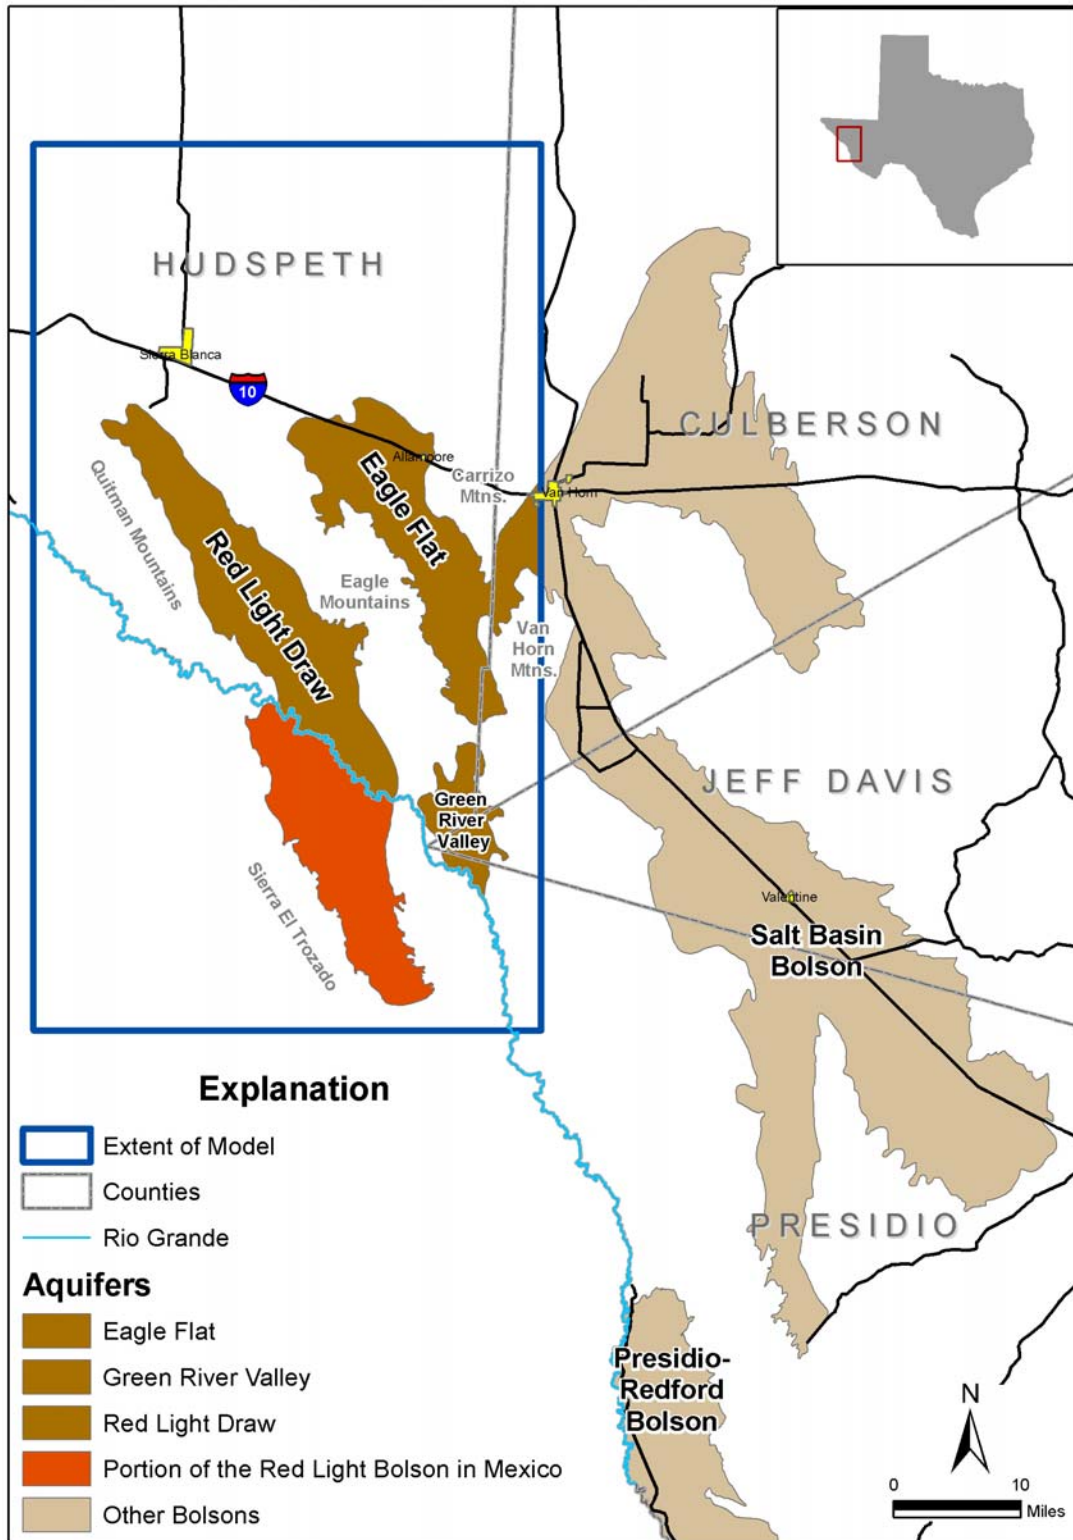 HUDSPETH
Sierra Blanca
10
CULBERSON
Allamoore
Carrizo
Mtns.
Van Horn
Eagle Flat
Quitman Mountains
Red Light Draw
Eagle
Mountains
Van
Horn
Mtns.
JEFF DAVIS
Green
River
Valley
Sierra El Trozado
Valentine
Salt Basin
Bolson
PRESIDIO
Presidio-
Redford
Bolson
Explanation
Extent of Model
Counties
Rio Grande
Aquifers
Eagle Flat
Green River Valley
Red Light Draw
Portion of the Red Light Bolson in Mexico
Other Bolsons
N
0 10
Miles